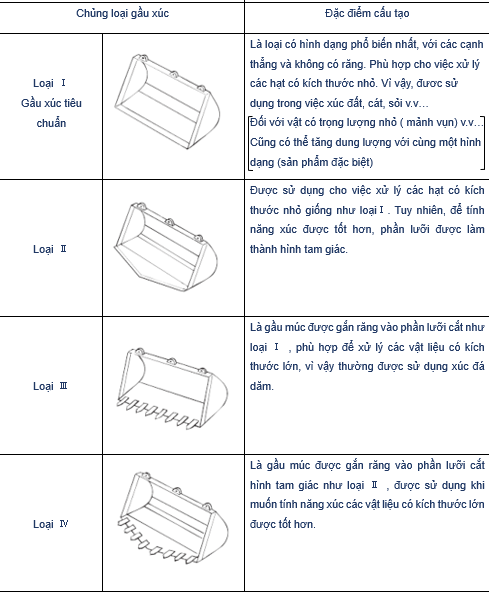 Chủng loại gầu xúc
Đặc điểm cấu tạo
Loại Ⅰ
Gầu xúc tiêu
chuẩn
Là loại có hình dạng phổ biến nhất, với các cạnh
thẳng và không có răng. Phù hợp cho việc xử lý
các hạt có kích thước nhỏ. Vì vậy, được sử
dụng trong việc xúc đất, cát, sỏi v.v…
Đối với vật có trọng lượng nhỏ ( mảnh vụn) v.v…
Cũng có thể tăng dung lượng với cùng một hình
dạng (sản phẩm đặc biệt)
Loại Ⅱ
Được sử dụng cho việc xử lý các hạt có kích
thước nhỏ giống như loạiⅠ. Tuy nhiên, để tính
năng xúc được tốt hơn, phần lưỡi được làm
thành hình tam giác.
Loại Ⅲ
Là gầu múc được gắn răng vào phần lưỡi cắt như
loại Ⅰ , phù hợp để xử lý các vật liệu có kích
thước lớn, vì vậy thường được sử dụng xúc đá
dăm.
Loại Ⅳ
Là gầu múc được gắn răng vào phần lưỡi cắt
hình tam giác như loại Ⅱ , được sử dụng khi
muốn tính năng xúc các vật liệu có kích thước lớn
được tốt hơn.